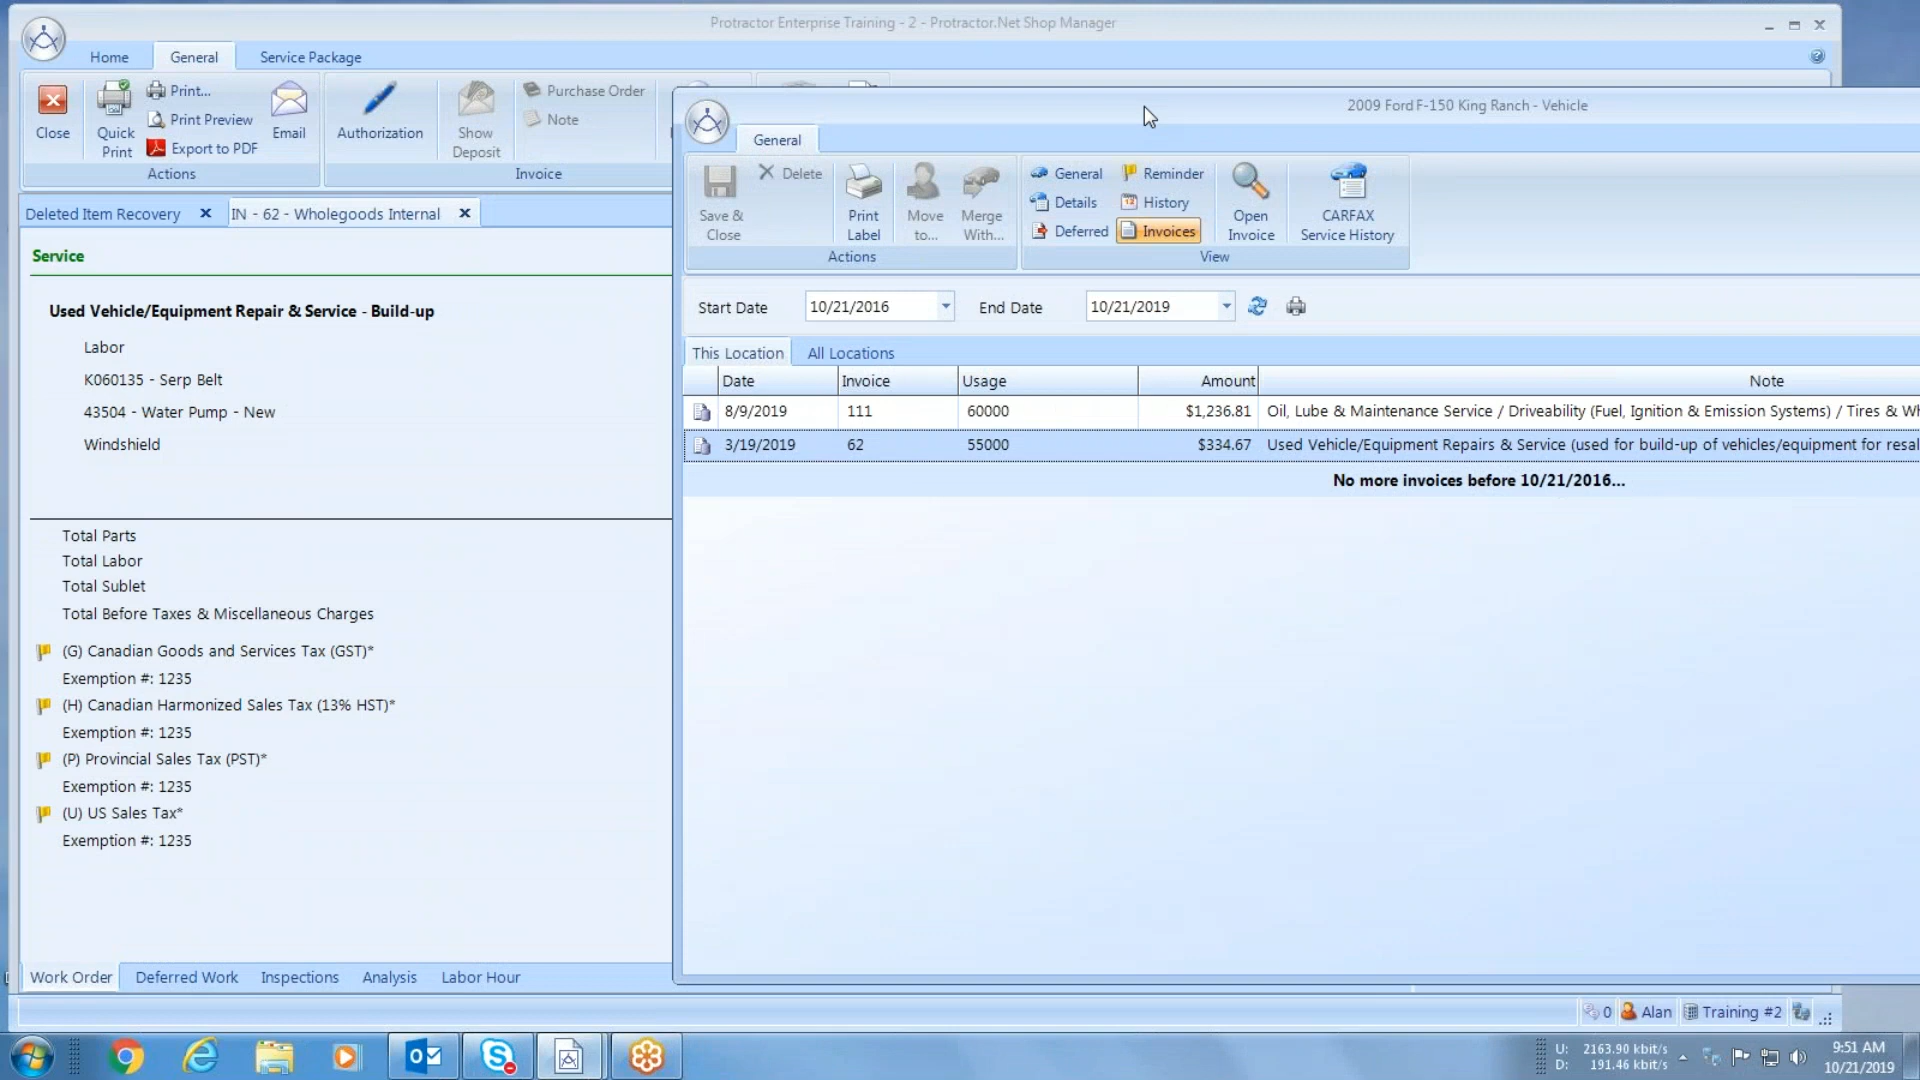 Protractor Enterprise Training - 2 - Protractor.Net Shop Manager
Home
General
Service Package
Close
Quick
Print
Print...
Print Preview
Export to PDF
Email
Actions
Authorization
Show
Deposit
Purchase Order
Note
Invoice
Deleted Item Recovery
IN - 62 - Wholegoods Internal
Service
Used Vehicle/Equipment Repair & Service - Build-up
Labor
K060135 - Serp Belt
43504 - Water Pump - New
Windshield
Total Parts
Total Labor
Total Sublet
Total Before Taxes & Miscellaneous Charges
(G) Canadian Goods and Services Tax (GST)*
Exemption #: 1235
(H) Canadian Harmonized Sales Tax (13% HST)*
Exemption #: 1235
(P) Provincial Sales Tax (PST)*
Exemption #: 1235
(U) US Sales Tax*
Exemption #: 1235
Work Order
Deferred Work
Inspections
Analysis
Labor Hour
2009 Ford F-150 King Ranch - Vehicle
General
Save &
Close
Delete
Print
Label
Move
to...
Merge
With...
Actions
General
Details
Deferred
Reminder
History
Invoices
Open
Invoice
CARFAX
Service History
View
Start Date 10/21/2016 End Date 10/21/2019
This Location All Locations
Date Invoice Usage Amount Note
8/9/2019 111 60000 $1,236.81 Oil, Lube & Maintenance Service / Driveability (Fuel, Ignition & Emission Systems) / Tires & Wh
3/19/2019 62 55000 $334.67 Used Vehicle/Equipment Repairs & Service (used for build-up of vehicles/equipment for resal
No more invoices before 10/21/2016...
0 Alan Training #2
U: 2163.90 kbit/s
D: 191.46 kbit/s
9:51 AM
10/21/2019